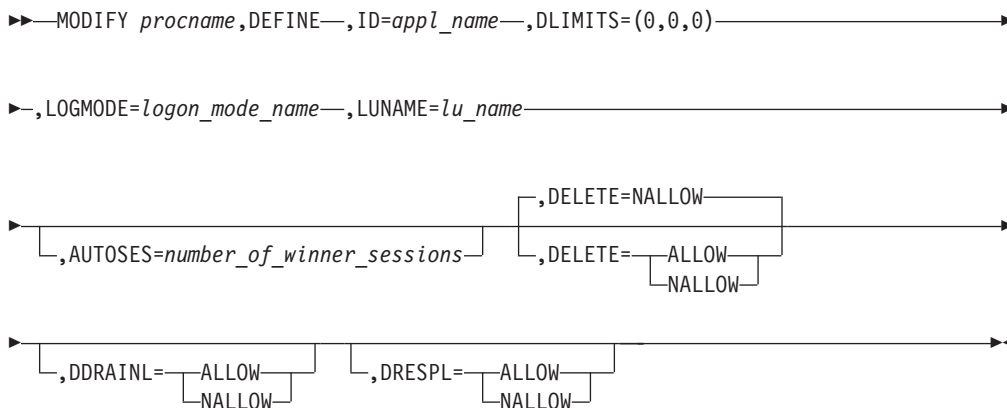 MODIFY procname,DEFINE ,ID=appl_name ,DLIMITS=(0,0,0)
,LOGMODE=logon_mode_name ,LUNAME=lu_name
,DELETE=NALLOW
,AUTOSES=number_of_winner_sessions ,DELETE= ALLOW
NALLOW
,DDRAINL= ALLOW ,DRESPL= ALLOW
NALLOW NALLOW